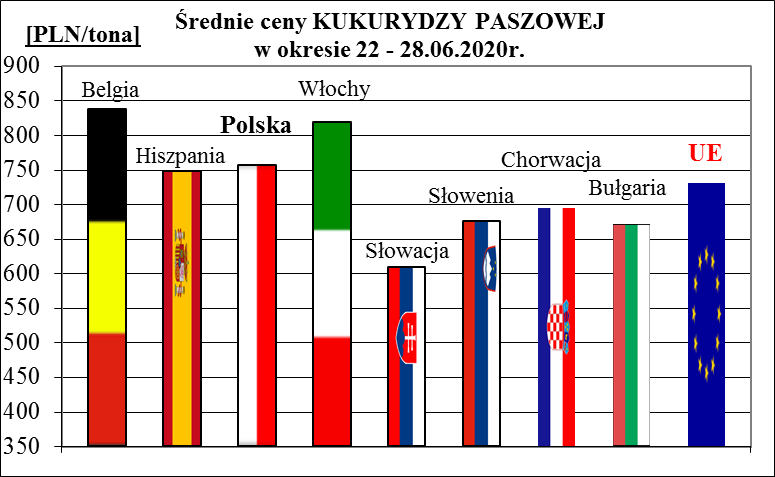 Średnie ceny KUKURYDZY PASZOWEJ
w okresie 22 - 28.06.2020r.
[PLN/tona]
900
850
800
750
700
650
600
550
500
450
400
350
Belgia
Hiszpania
Polska
Włochy
Słowacja
Słowenia
Chorwacja
Bułgaria
UE